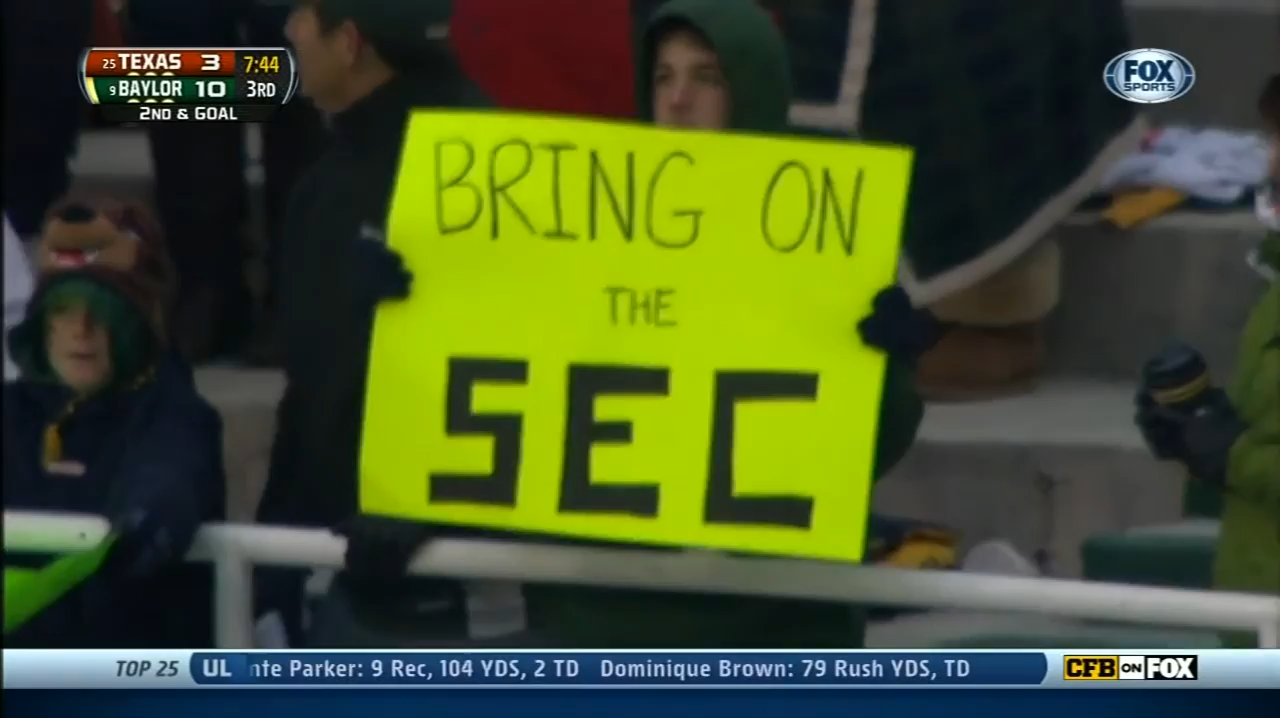 25 TEXAS 3 7:44
9 BAYLOR 10 3RD
2ND & GOAL
FOX
SPORTS
BRING ON
THE
SEC
TOP 25 UL nte Parker: 9 Rec, 104 YDS, 2 TD Dominique Brown: 79 Rush YDS, TD CFB ON FOX